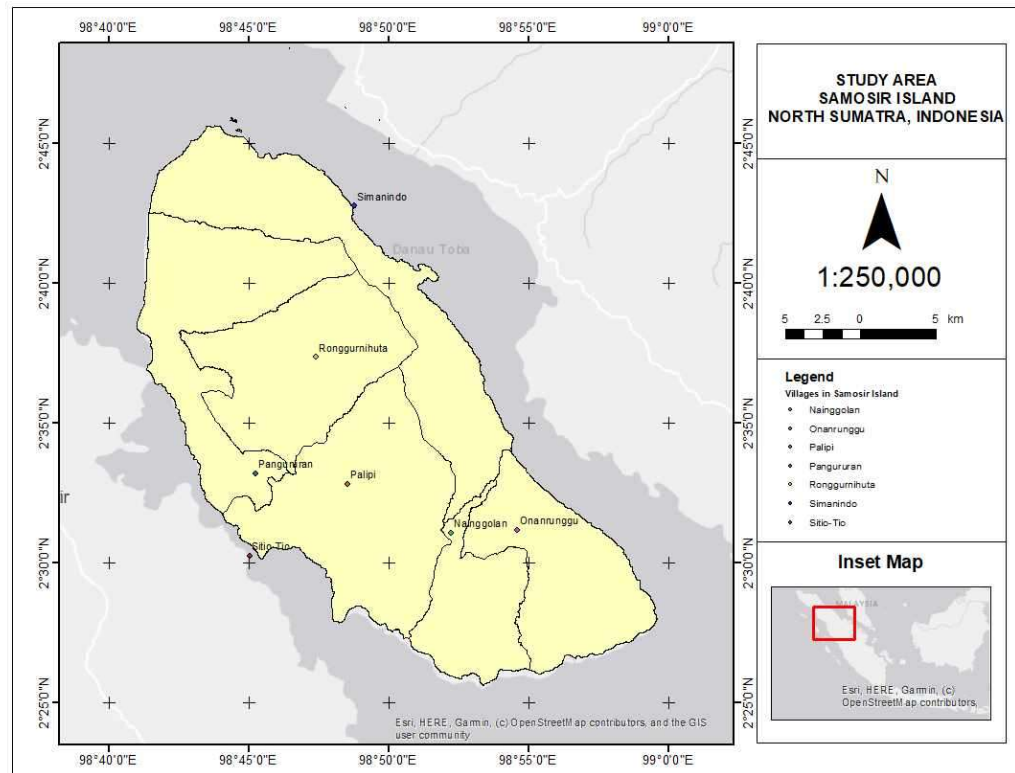 98°40'0"E
98°45'0"E
98°50'0"E
98°55'0"E
99°0'0"E
2°45'0"N
2°40'0"N
2°35'0"N
2°30'0"N
2°25'0"N
Simanindo
Danau Toba
Ronggurnihuta
Pangururan
Palipi
Nainggolan
Onanrunggu
Sitio-Tio
ir
Esri, HERE, Garmin, (c) OpenStreetMap contributors, and the GIS
user community
2°45'0"N
2°40'0"N
2°35'0"N
2°30'0"N
2°25'0"N
98°40'0"E
98°45'0"E
98°50'0"E
98°55'0"E
99°0'0"E
STUDY AREA
SAMOSIR ISLAND
NORTH SUMATRA, INDONESIA
N
1:250,000
5 2.5 0 5 km
Legend
Villages in Samosir Island
Nainggolan
Onanrunggu
Palipi
Pangururan
Ronggurnihuta
Simanindo
Sitio-Tio
Inset Map
MALAYSIA
Esri, HERE, Garmin, (c)
OpenStreetMap contributors,